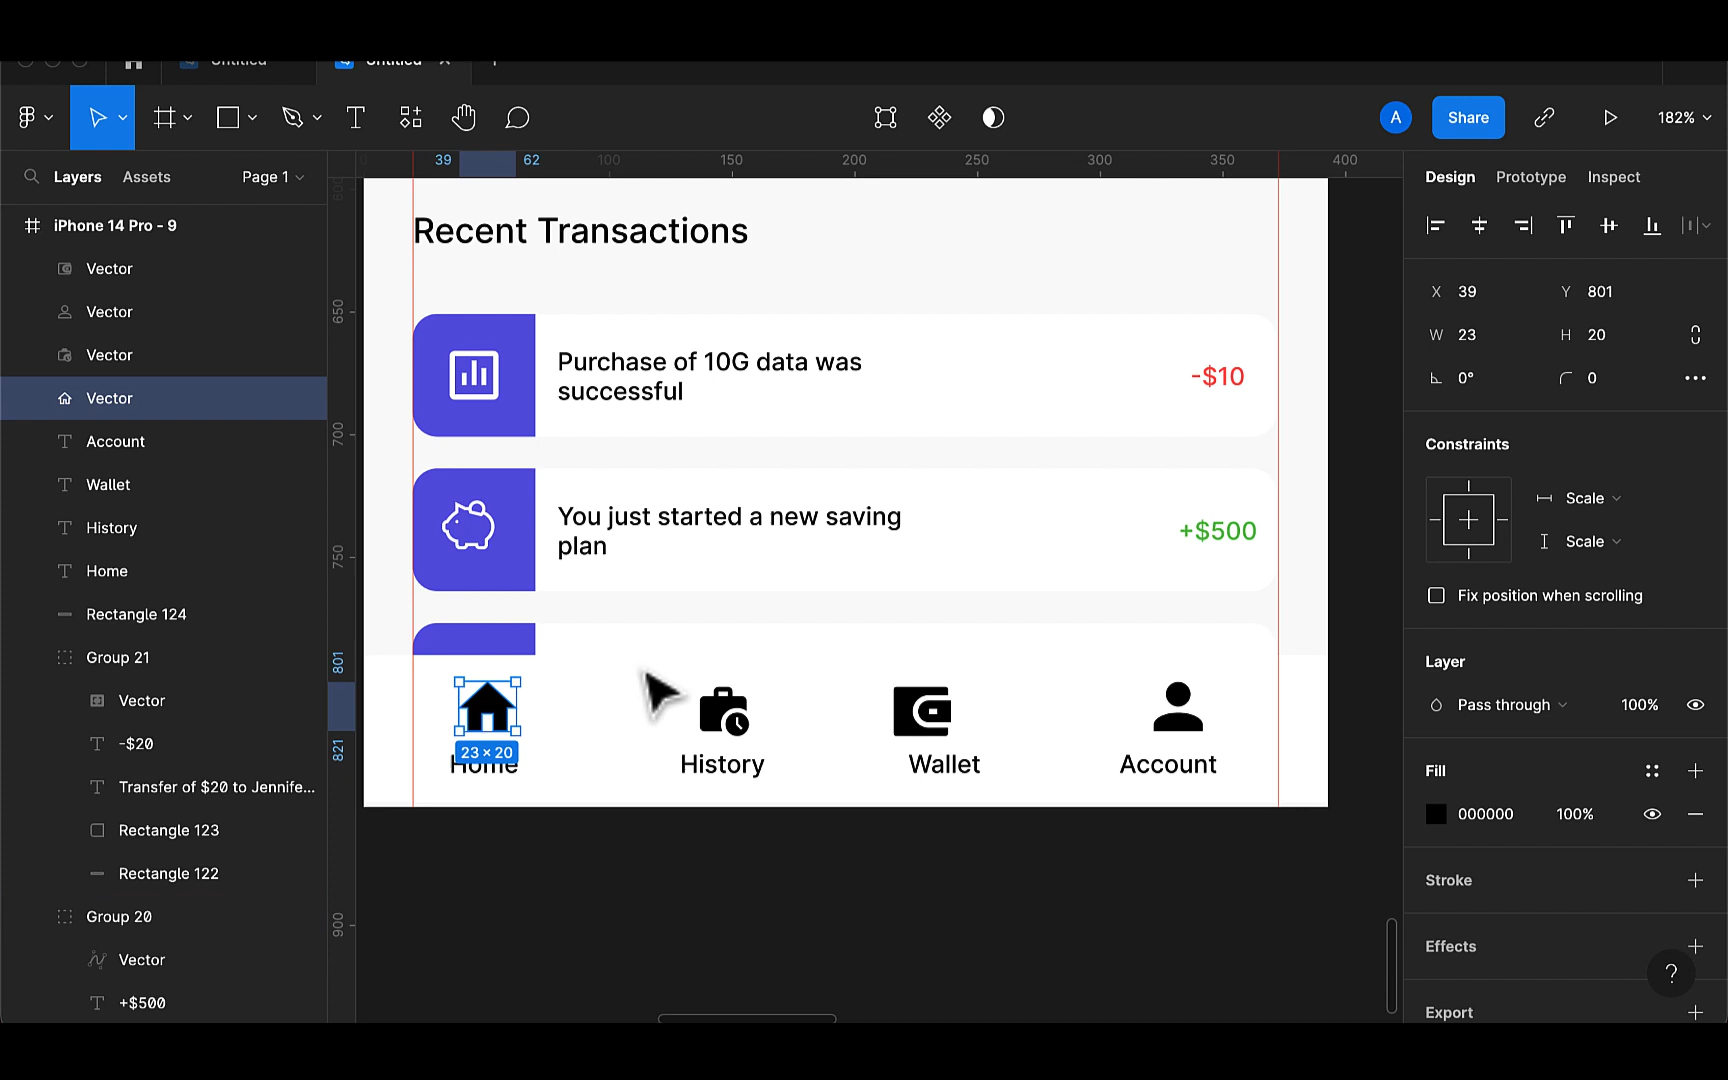 Untitled
Untitled
T
A
Share
182%
Layers
Assets
Page 1
iPhone 14 Pro - 9
Vector
Vector
Vector
Vector
Account
Wallet
History
Home
Rectangle 124
Group 21
Vector
-$20
Transfer of $20 to Jennife...
Rectangle 123
Rectangle 122
Group 20
Vector
+$500
39
62
100
150
200
250
300
350
400
650
700
750
801
821
900
Recent Transactions
Purchase of 10G data was
successful
-$10
You just started a new saving
plan
+$500
23 × 20
Home
History
Wallet
Account
Design
Prototype
Inspect
X 39
Y 801
W 23
H 20
0°
0
Constraints
Scale
Scale
Fix position when scrolling
Layer
Pass through
100%
Fill
000000
100%
Stroke
Effects
?
Export